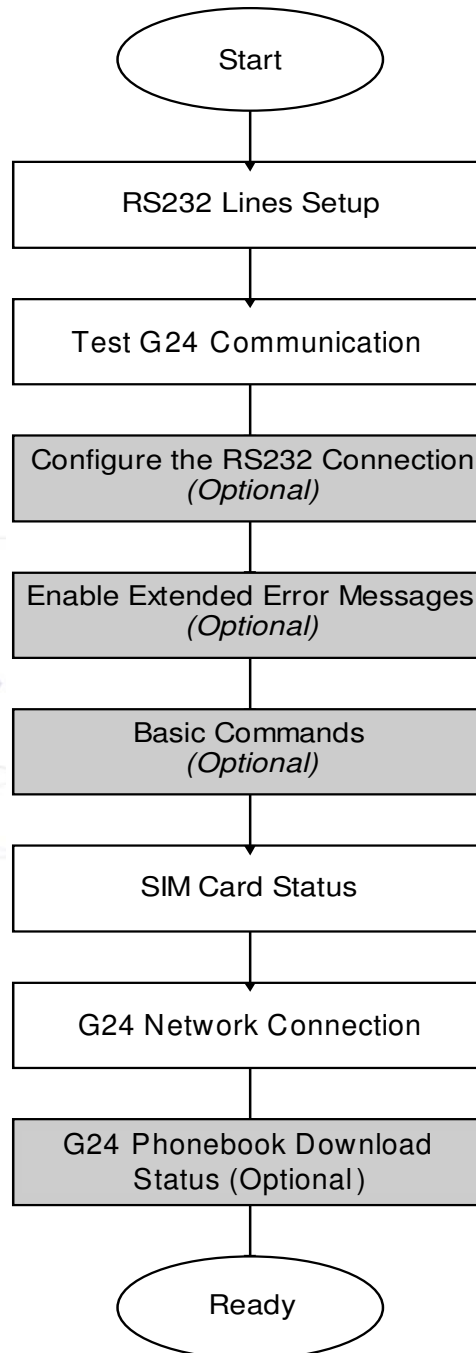 Start
RS232 Lines Setup
Test G24 Communication
Configure the RS232 Connection
(Optional)
Enable Extended Error Messages
(Optional)
Basic Commands
(Optional)
SIM Card Status
G24 Network Connection
G24 Phonebook Download
Status (Optional)
Ready